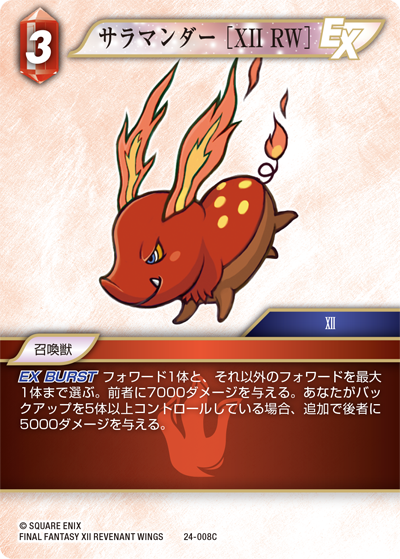 3
サラマンダー [XII RW]
EX
XII
召喚獣
EX BURST フォワード1体と、それ以外のフォワードを最大
1体まで選ぶ。前者に7000ダメージを与える。あなたがバッ
クアップを5体以上コントロールしている場合、追加で後者に
5000ダメージを与える。
© SQUARE ENIX
FINAL FANTASY XII REVENANT WINGS 24-008C